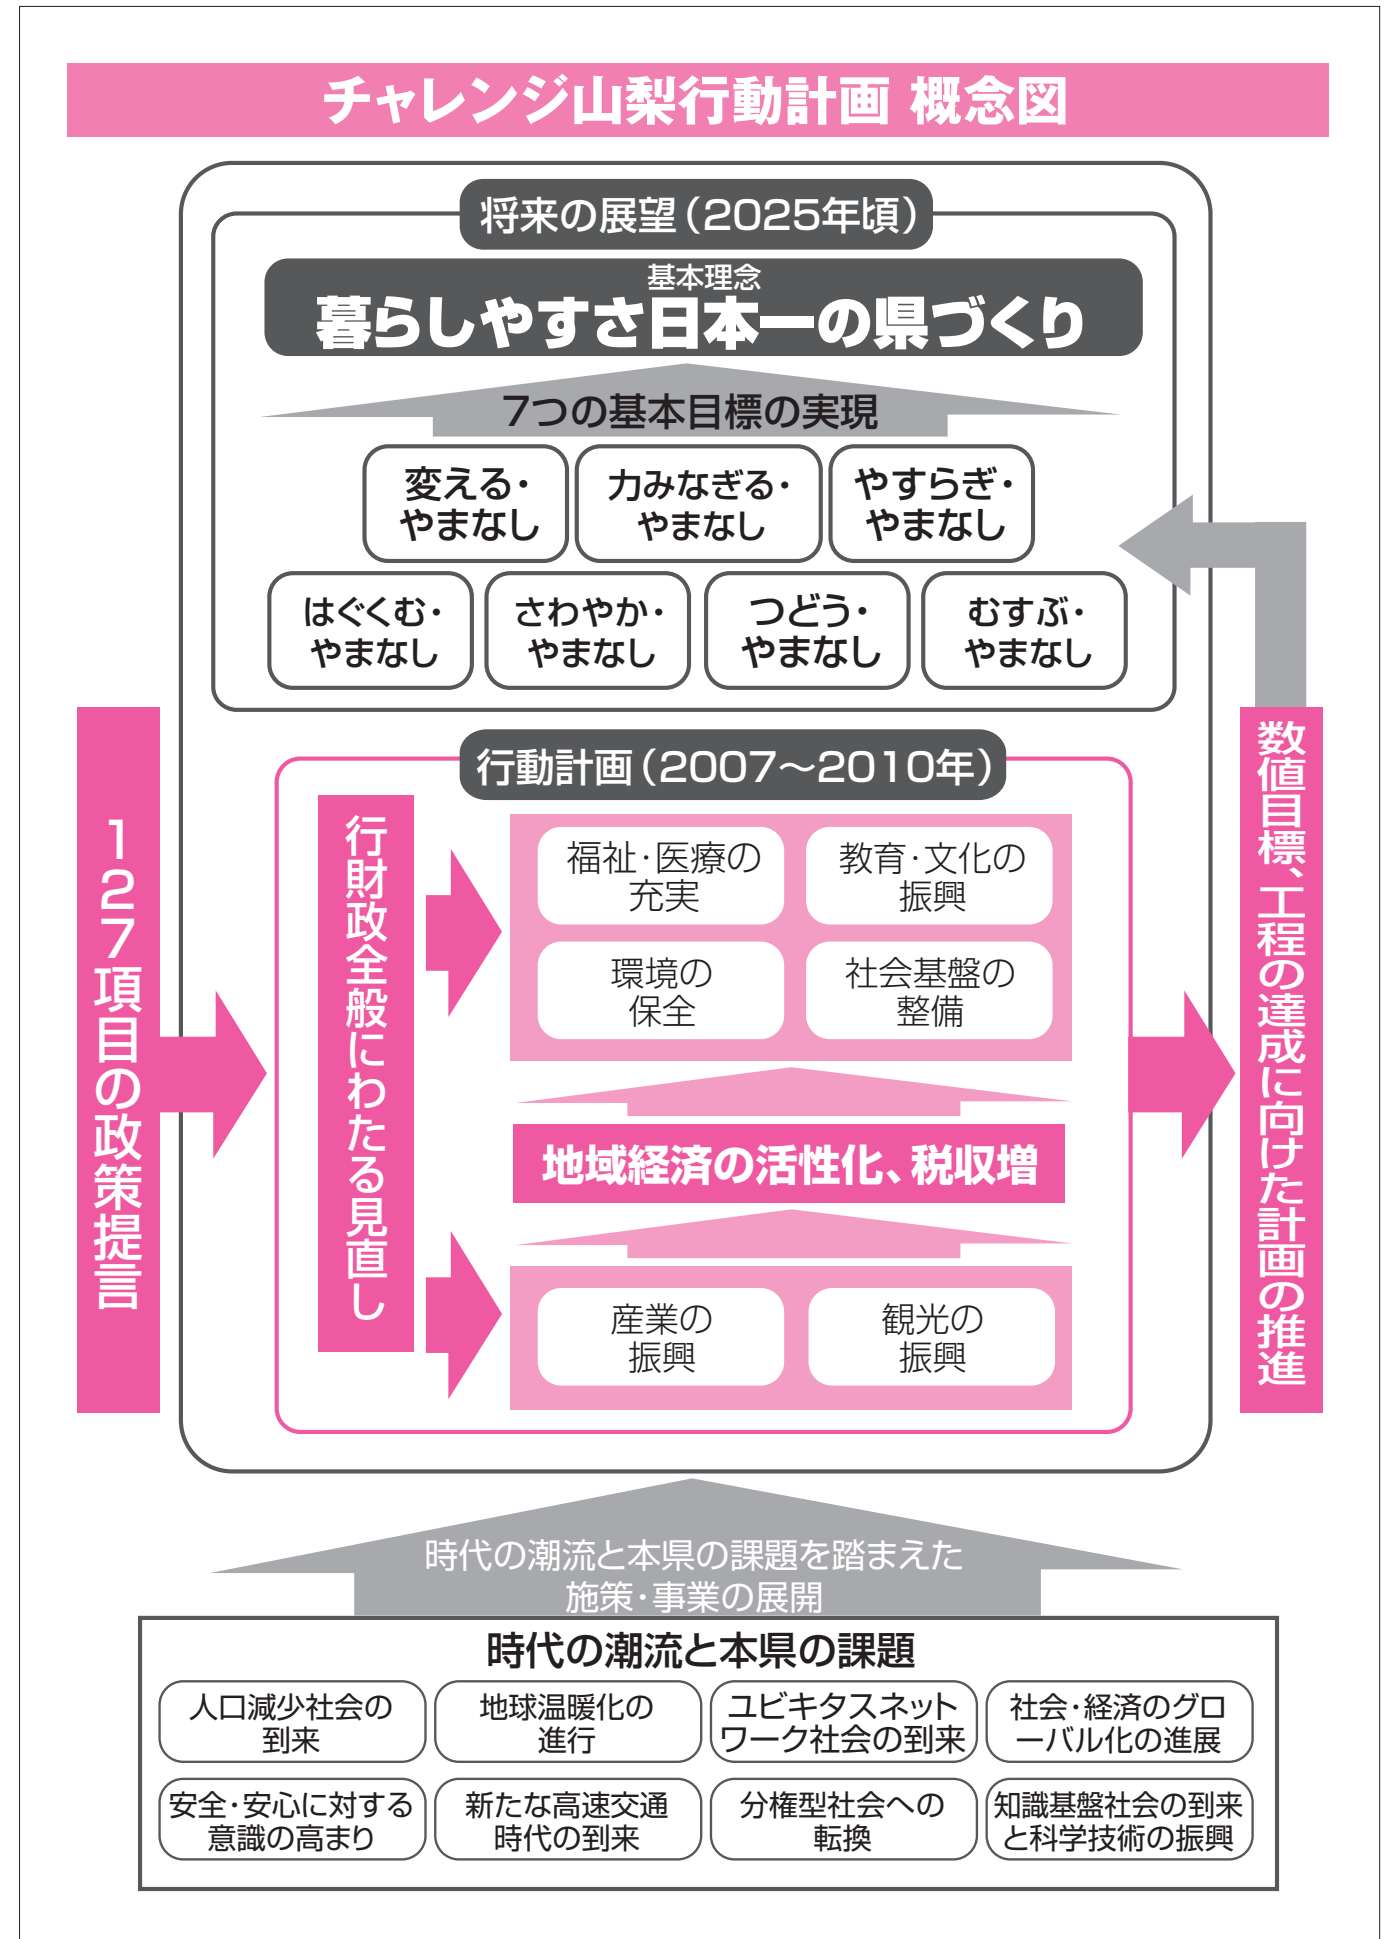 チャレンジ山梨行動計画 概念図
将来の展望（2025年頃）
基本理念
暮らしやすさ日本一の県づくり
7つの基本目標の実現
変える・
やまなし
力みなぎる・
やまなし
やすらぎ・
やまなし
はぐくむ・
やまなし
さわやか・
やまなし
つどう・
やまなし
むすぶ・
やまなし
127項目の政策提言
行動計画（2007〜2010年）
行財政全般にわたる見直し
福祉・医療の
充実
教育・文化の
振興
環境の
保全
社会基盤の
整備
地域経済の活性化、税収増
産業の
振興
観光の
振興
数値目標、工程の達成に向けた計画の推進
時代の潮流と本県の課題を踏まえた
施策・事業の展開
時代の潮流と本県の課題
人口減少社会の
到来
地球温暖化の
進行
ユビキタスネット
ワーク社会の到来
社会・経済のグロ
ーバル化の進展
安全・安心に対する
意識の高まり
新たな高速交通
時代の到来
分権型社会への
転換
知識基盤社会の到来
と科学技術の振興